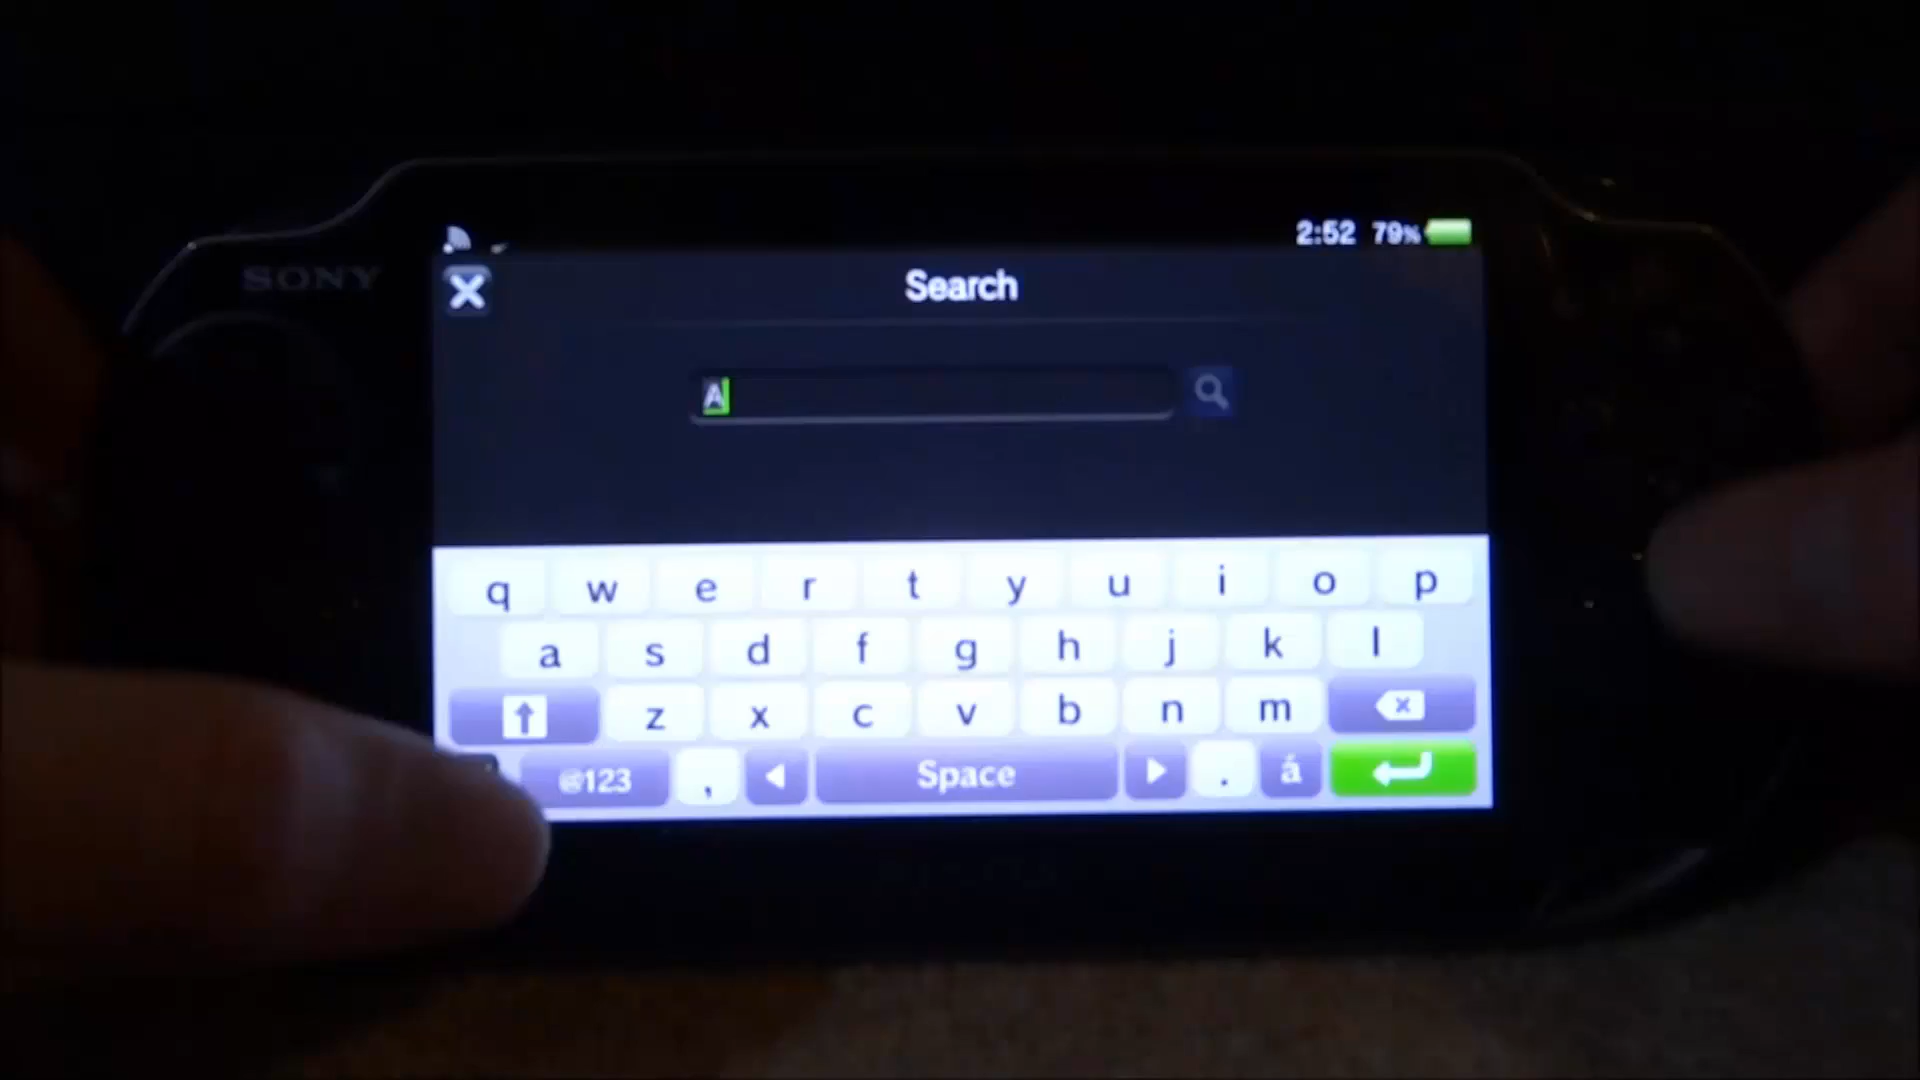 2:52 79%
SONY
Search
A
q w e r t y u i o p
a s d f g h j k l
z x c v b n m
@123 , Space . á